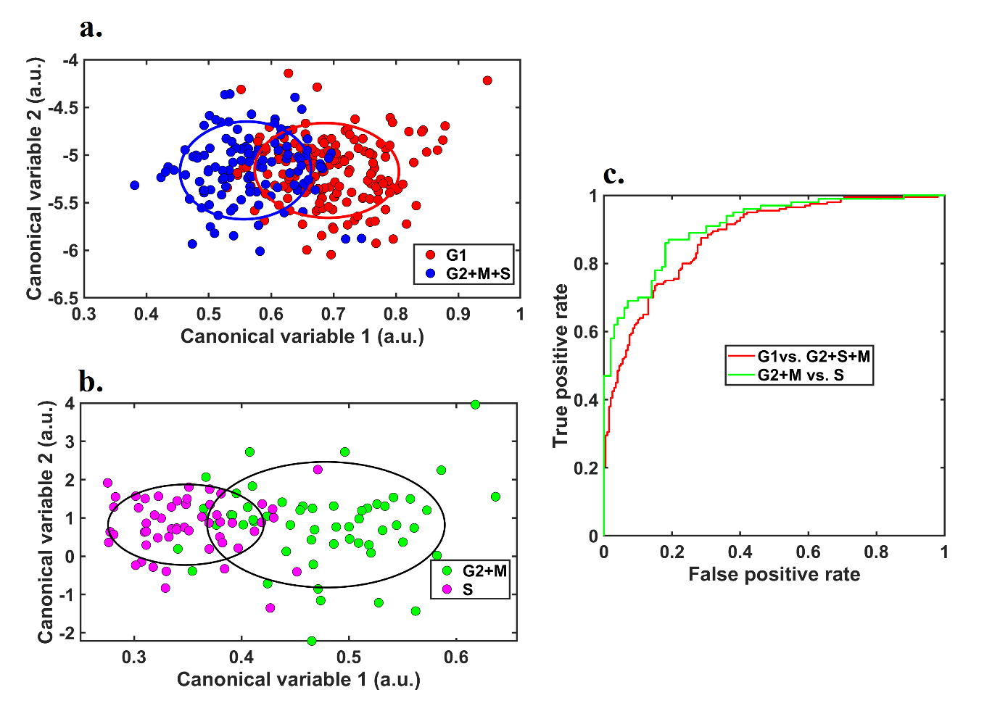 a.
-4
-4.5
-5
-5.5
-6
-6.5
Canonical variable 2 (a.u.)
G1
G2+M+S
0.3 0.4 0.5 0.6 0.7 0.8 0.9 1
Canonical variable 1 (a.u.)
b.
4
3
2
1
0
-1
-2
Canonical variable 2 (a.u.)
G2+M
S
0.3 0.4 0.5 0.6
Canonical variable 1 (a.u.)
c.
1
0.8
0.6
0.4
0.2
0
True positive rate
G1vs. G2+S+M
G2+M vs. S
0 0.2 0.4 0.6 0.8 1
False positive rate